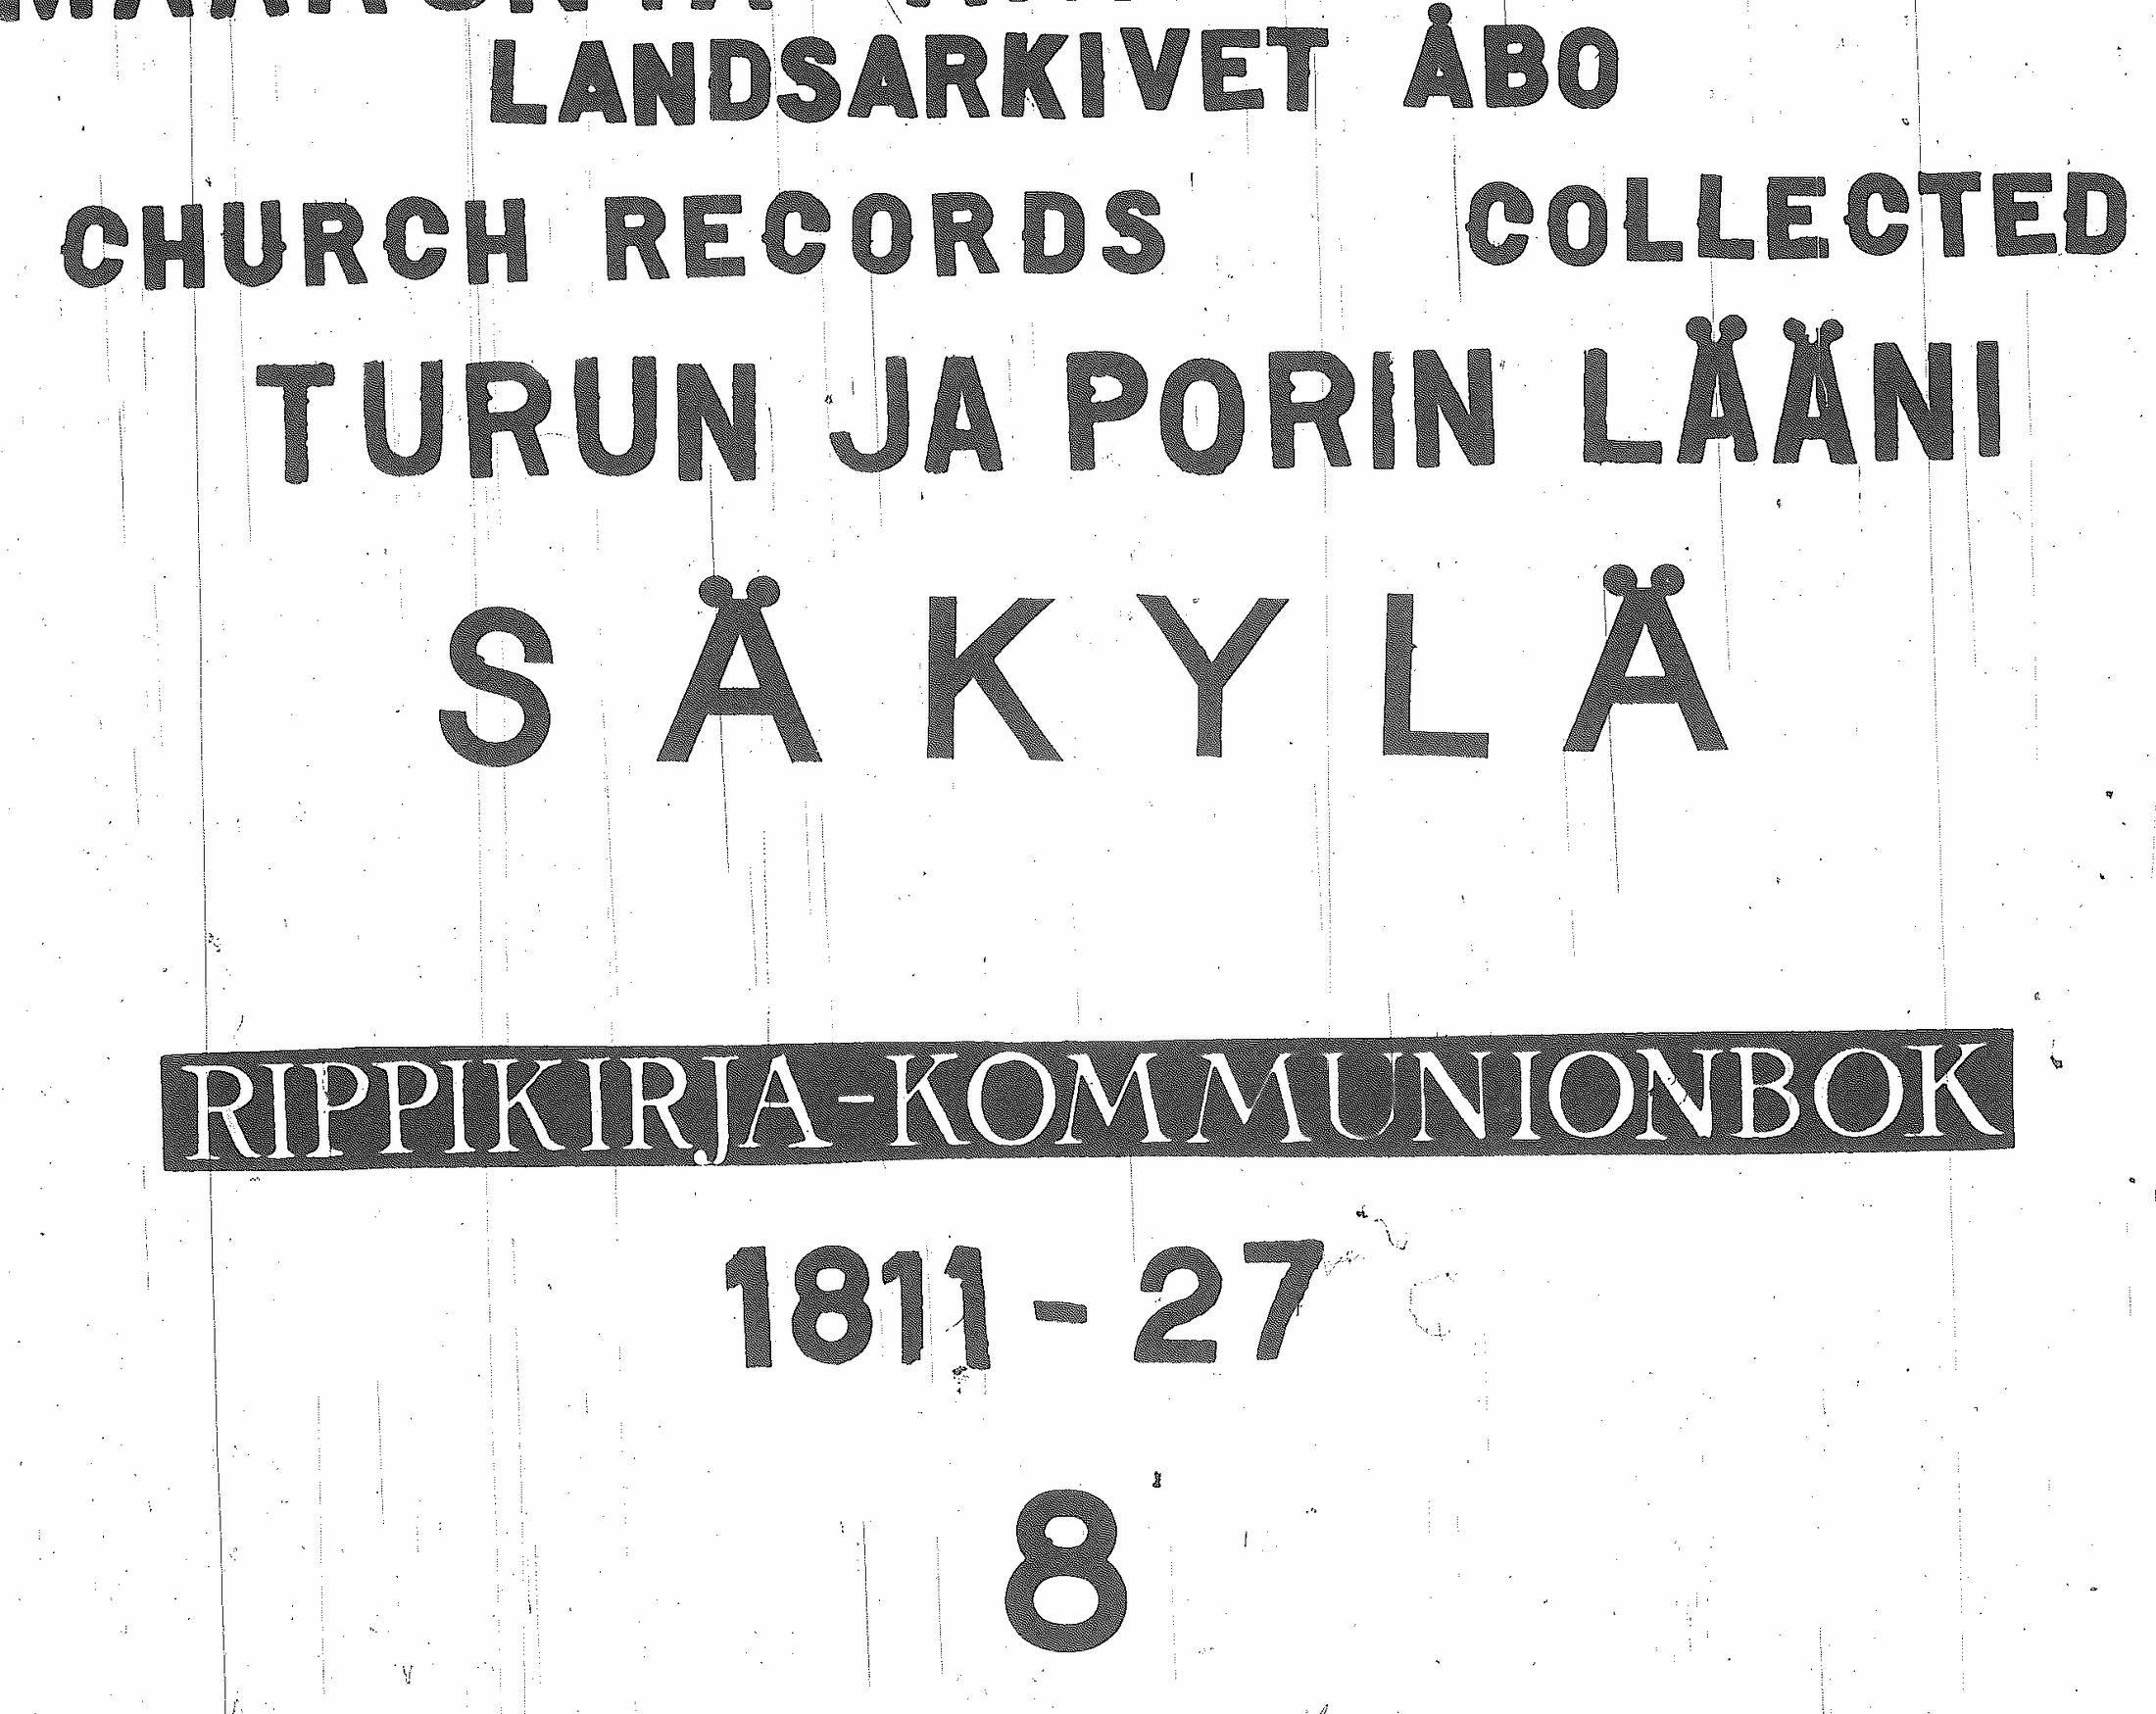 LANDSARKIVET ÅBO
CHURCH RECORDS COLLECTED
TURUN JA PORIN LÄÄNI
SÄKYLÄ
RIPPIKIRJA-KOMMUNIONBOK
1811-27
8